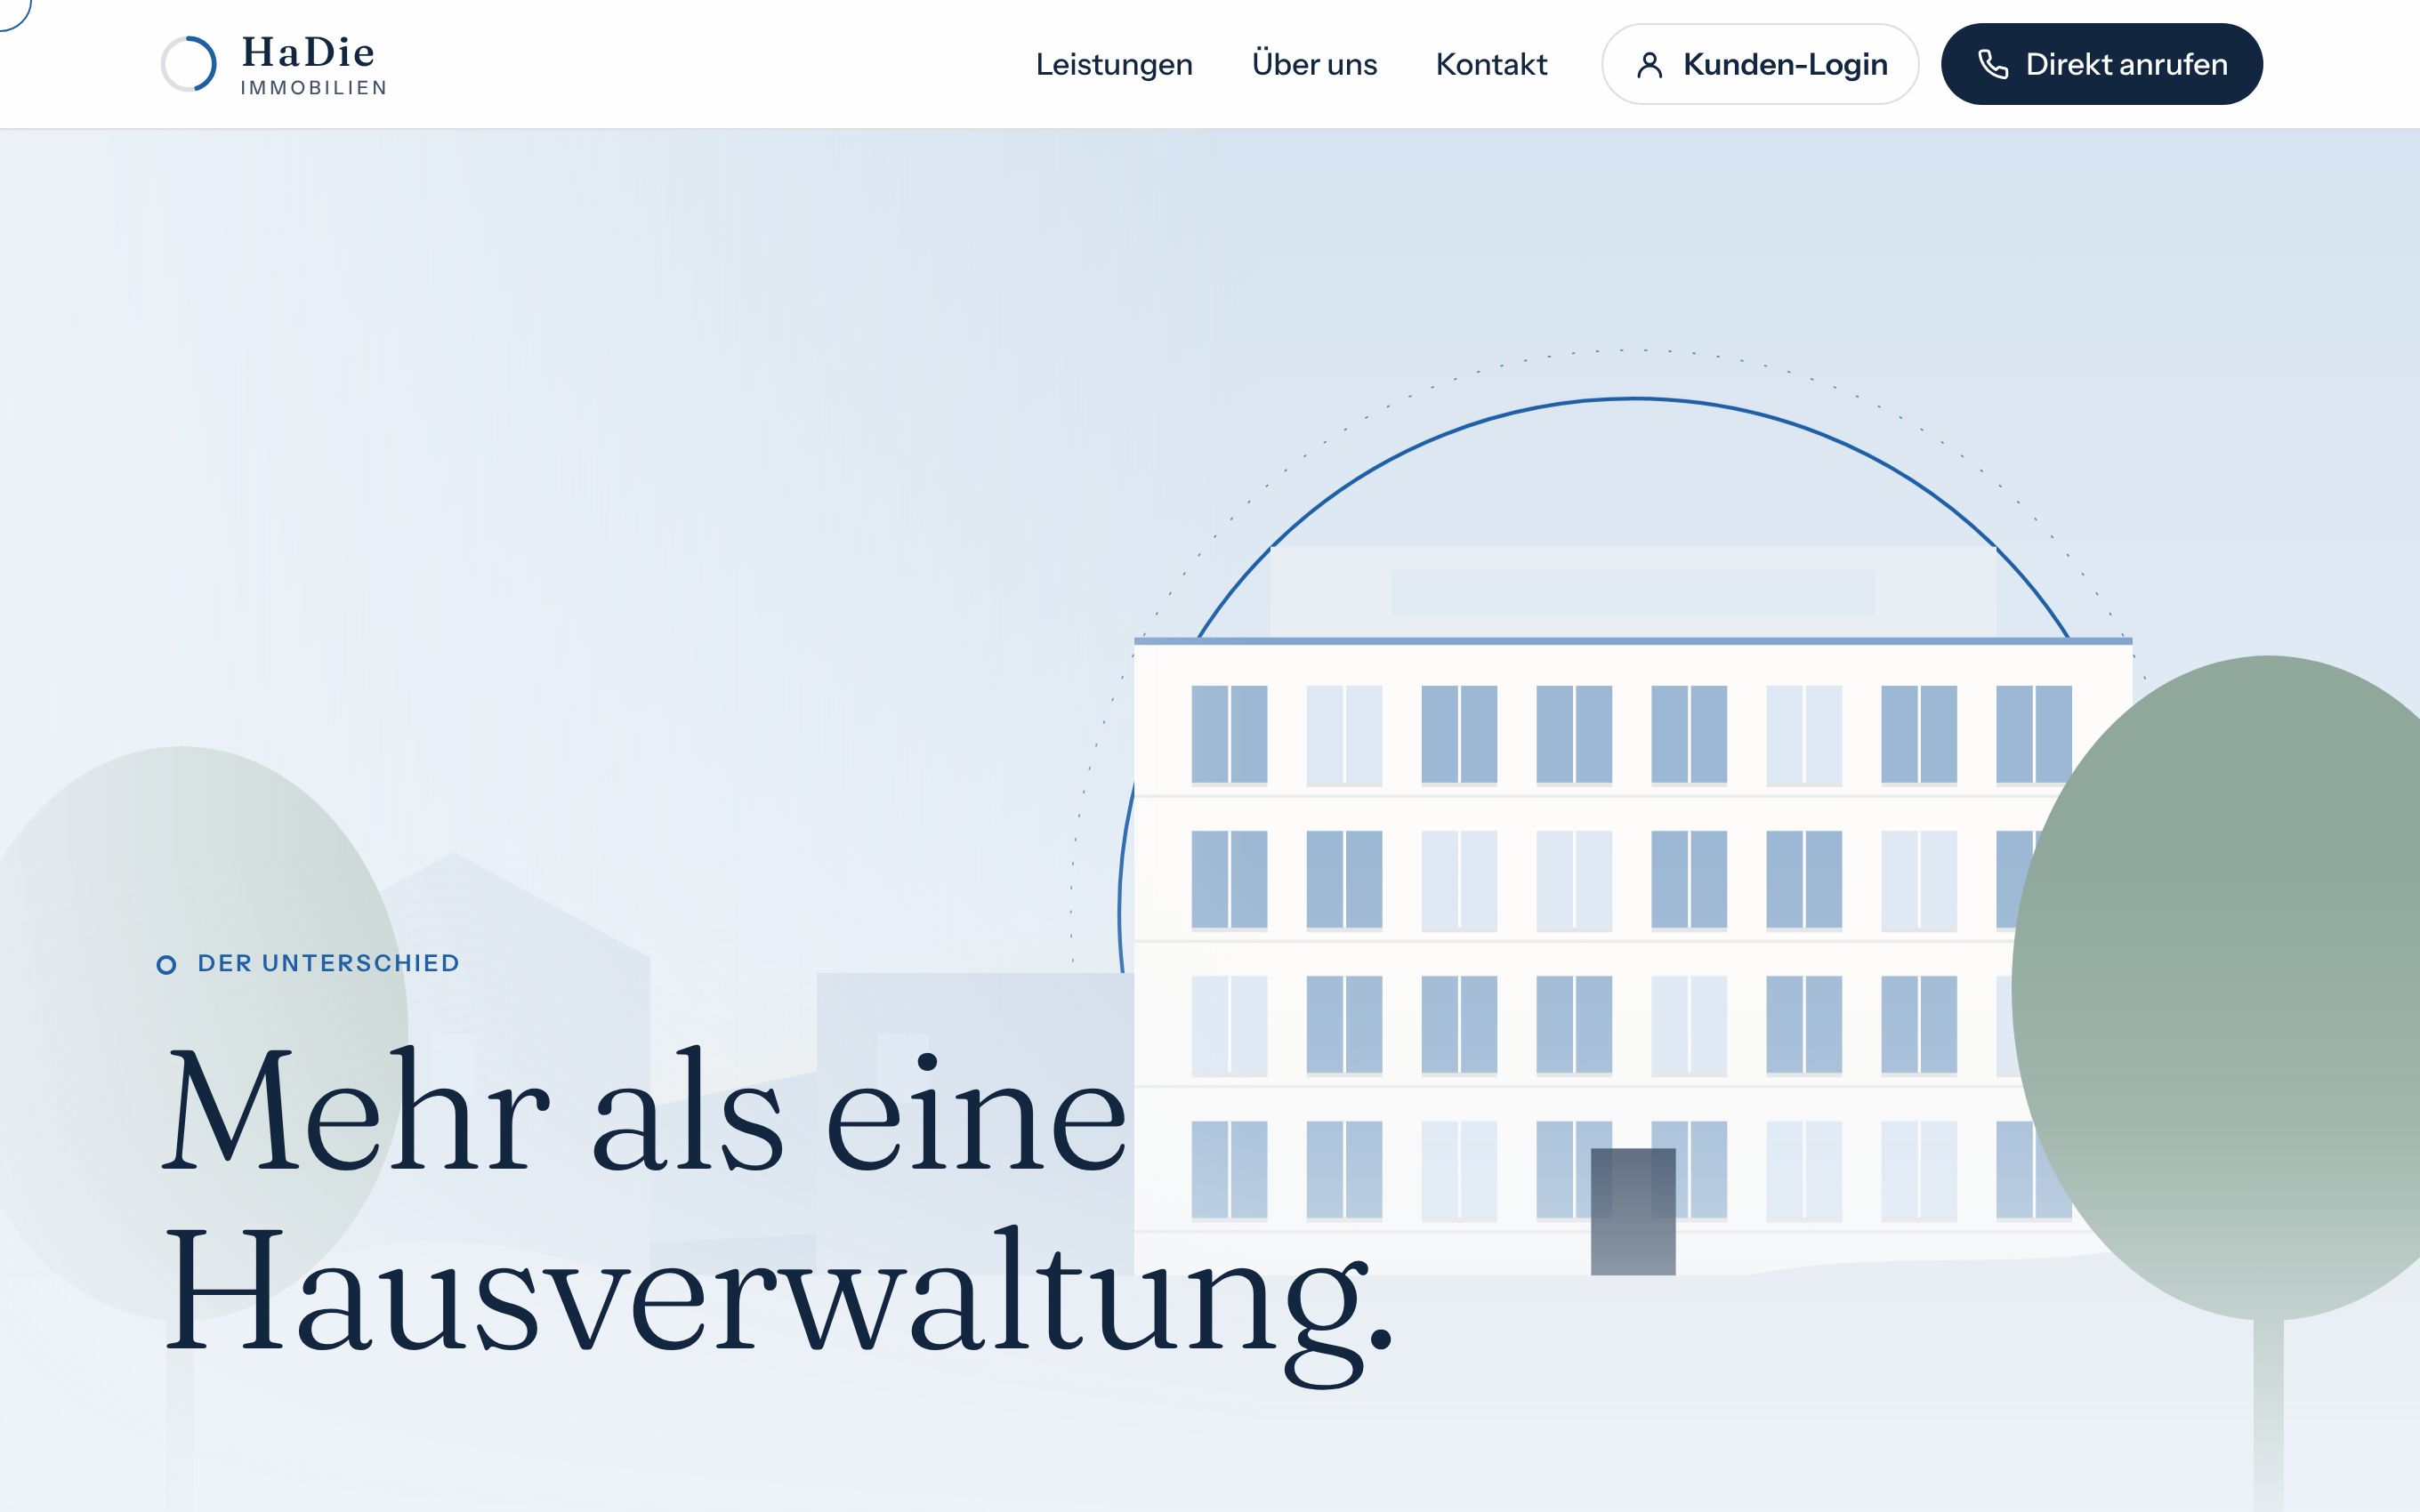 HaDie
IMMOBILIEN
Leistungen
Über uns
Kontakt
Kunden-Login
Direkt anrufen
DER UNTERSCHIED
Mehr als eine
Hausverwaltung.